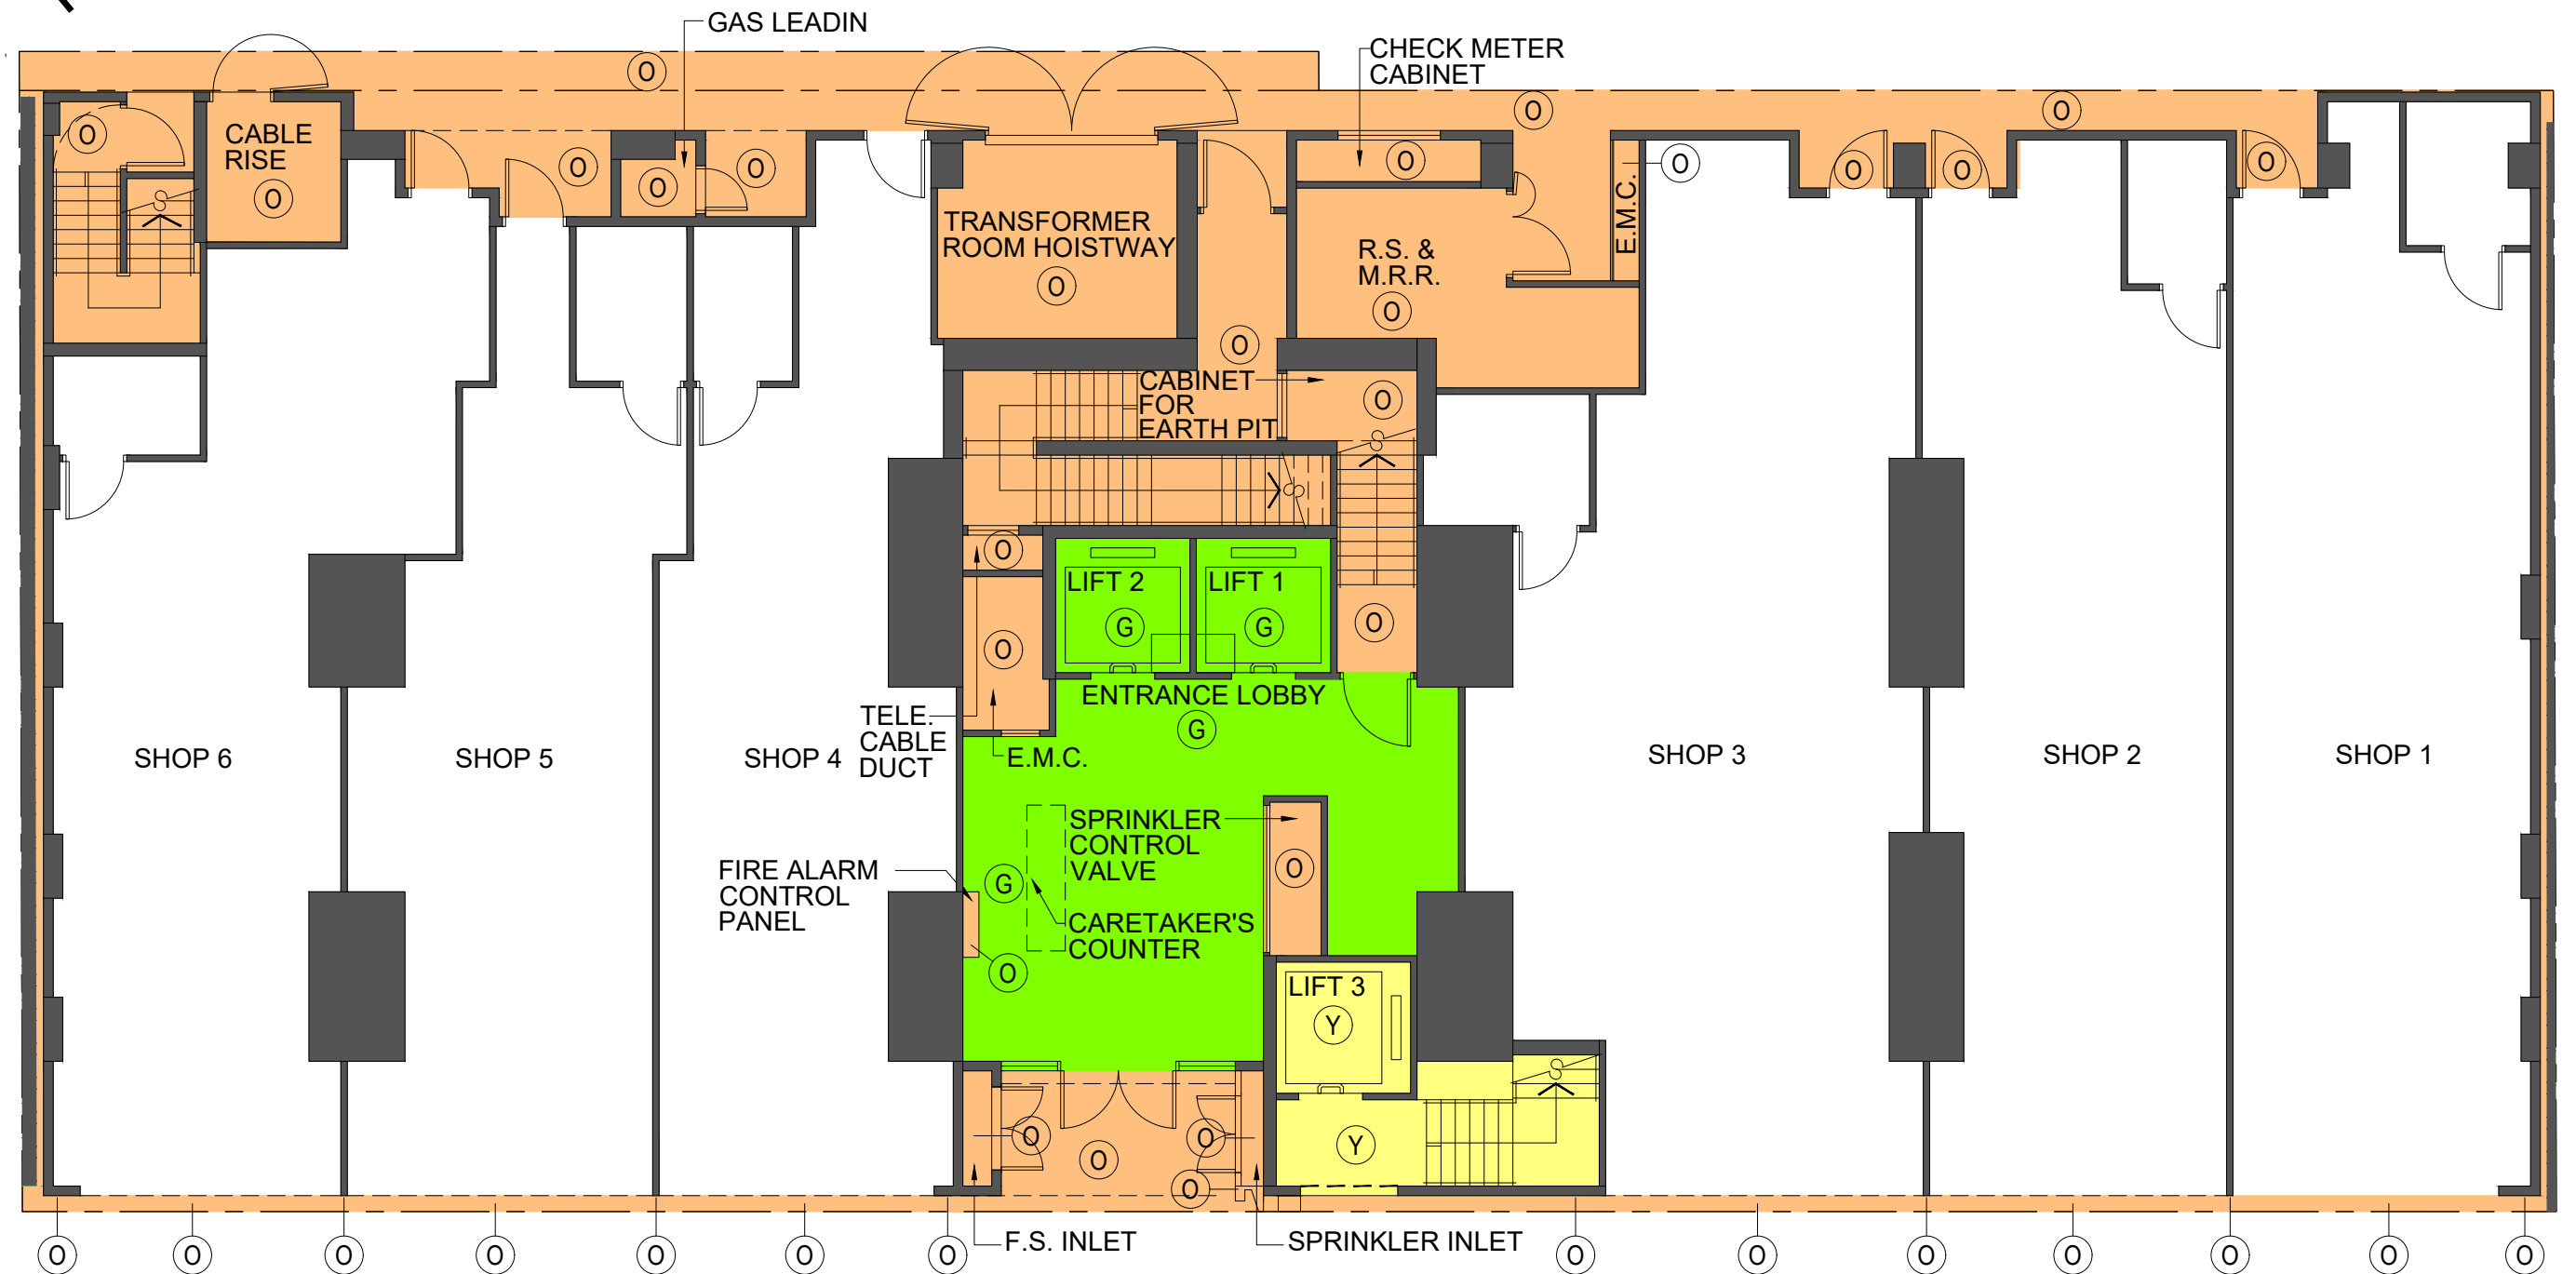 GAS LEADIN
CHECK METER
CABINET
O
O
O
O
CABLE
RISE
O
O
O
O
O
E.M.C.
O
O
O
O
TRANSFORMER
ROOM HOISTWAY
O
R.S. &
M.R.R.
O
O
CABINET
FOR
EARTH PIT
O
S
S
S
O
LIFT 2
G
LIFT 1
G
O
O
ENTRANCE LOBBY
G
TELE.
CABLE
DUCT
E.M.C.
SHOP 6
SHOP 5
SHOP 4
SHOP 3
SHOP 2
SHOP 1
SPRINKLER
CONTROL
VALVE
O
FIRE ALARM
CONTROL
PANEL
G
CARETAKER'S
COUNTER
O
LIFT 3
Y
S
O
O
O
O
Y
F.S. INLET
SPRINKLER INLET
O
O
O
O
O
O
O
O
O
O
O
O
O
O